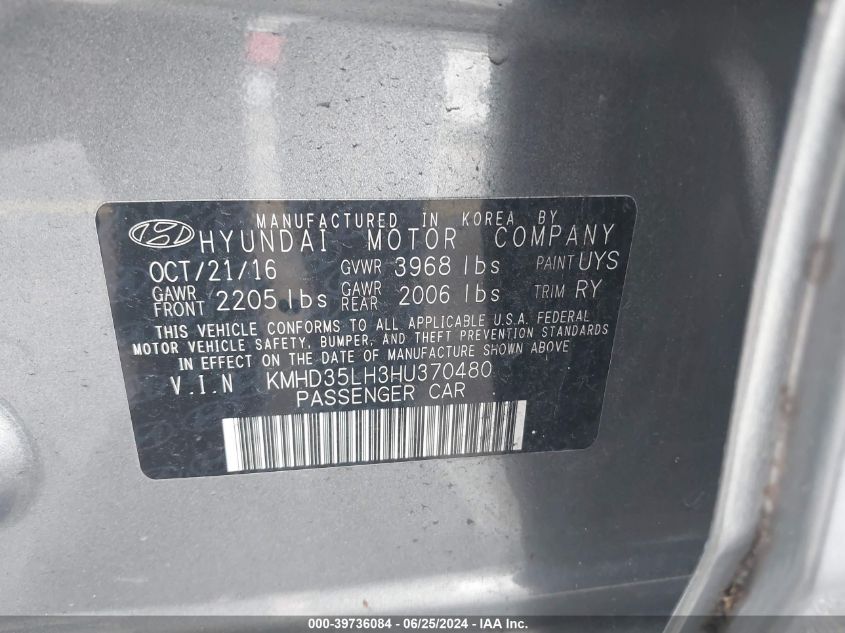 MANUFACTURED IN KOREA BY
HYUNDAI MOTOR COMPANY
OCT/21/16 GVWR 3968 lbs PAINT UYS
GAWR FRONT 2205 lbs GAWR REAR 2006 lbs TRIM RY
THIS VEHICLE CONFORMS TO ALL APPLICABLE U.S.A. FEDERAL
MOTOR VEHICLE SAFETY, BUMPER, AND THEFT PREVENTION STANDARDS
IN EFFECT ON THE DATE OF MANUFACTURE SHOWN ABOVE
V.I.N KMHD35LH3HU370480
PASSENGER CAR
000-39736084 - 06/25/2024 - IAA Inc.